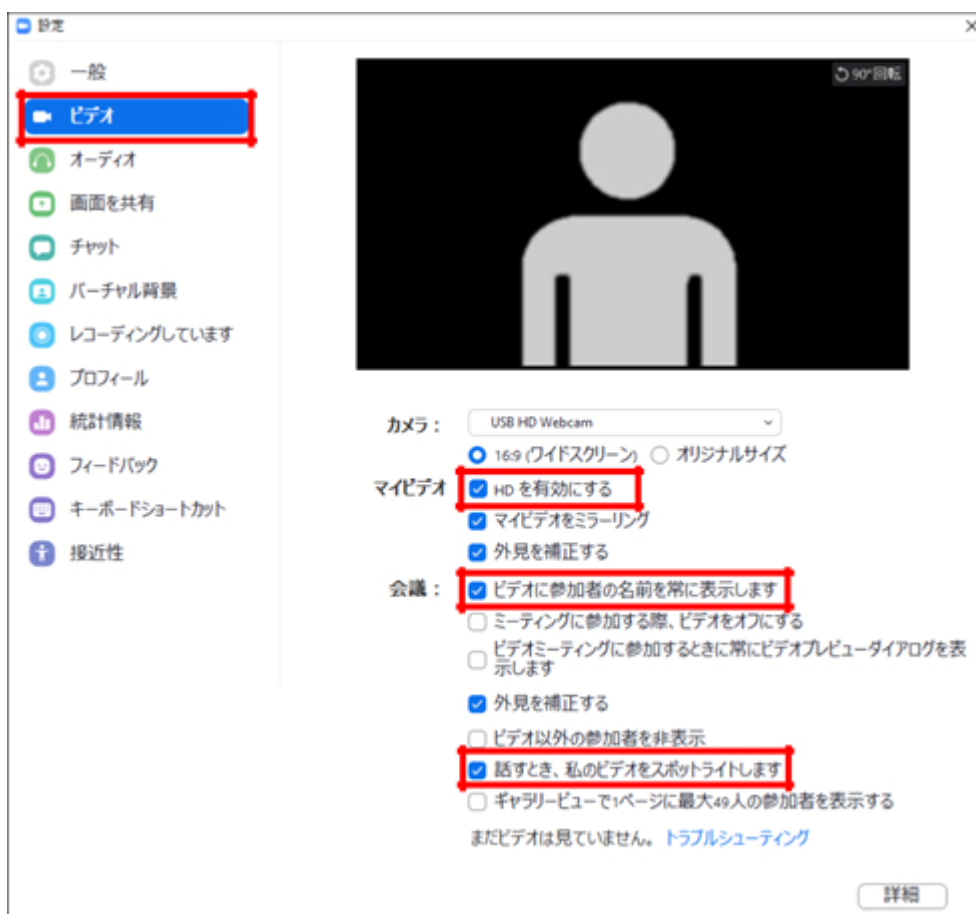 設定
一般
ビデオ
オーディオ
画面を共有
チャット
バーチャル背景
レコーディングしています
プロフィール
統計情報
フィードバック
キーボードショートカット
接近性
90°回転
カメラ：
USB HD Webcam
16:9 (ワイドスクリーン) オリジナルサイズ
マイビデオ
HD を有効にする
マイビデオをミラーリング
外見を補正する
会議：
ビデオに参加者の名前を常に表示します
ミーティングに参加する際、ビデオをオフにする
ビデオミーティングに参加するときに常にビデオプレビューダイアログを表
示します
外見を補正する
ビデオ以外の参加者を非表示
話すとき、私のビデオをスポットライトします
ギャラリービューで1ページに最大49人の参加者を表示する
まだビデオは見ていません。 トラブルシューティング
詳細